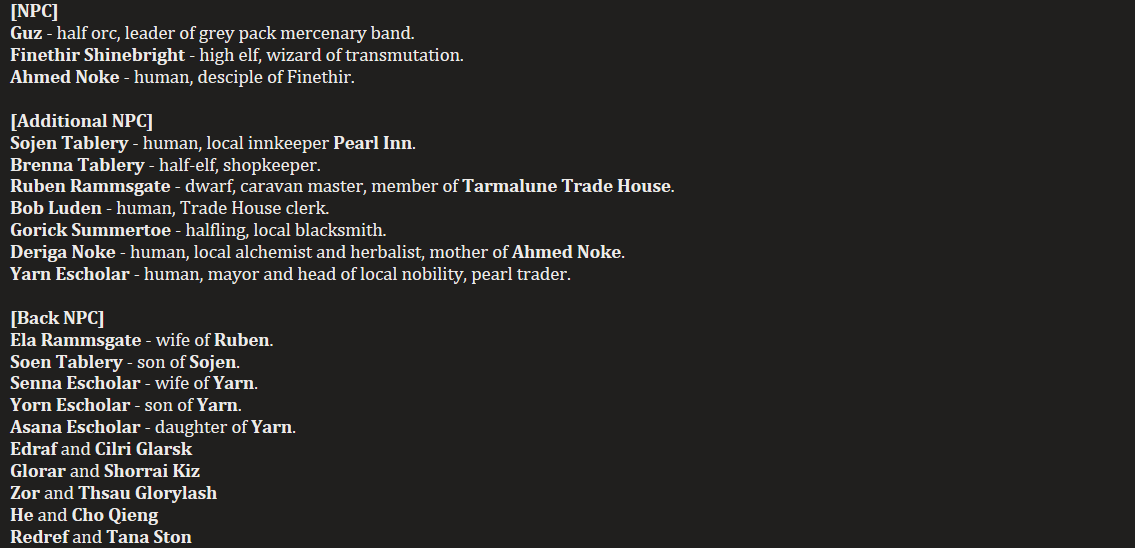 [NPC]
Guz - half orc, leader of grey pack mercenary band.
Finethir Shinebright - high elf, wizard of transmutation.
Ahmed Noke - human, desciple of Finethir.
[Additional NPC]
Sojen Tablery - human, local innkeeper Pearl Inn.
Brenna Tablery - half-elf, shopkeeper.
Ruben Rammsgate - dwarf, caravan master, member of Tarmalune Trade House.
Bob Luden - human, Trade House clerk.
Gorick Summertoe - halfling, local blacksmith.
Deriga Noke - human, local alchemist and herbalist, mother of Ahmed Noke.
Yarn Escholar - human, mayor and head of local nobility, pearl trader.
[Back NPC]
Ela Rammsgate - wife of Ruben.
Soen Tablery - son of Sojen.
Senna Escholar - wife of Yarn.
Yorn Escholar - son of Yarn.
Asana Escholar - daughter of Yarn.
Edraf and Cilri Glarsk
Glorar and Shorrai Kiz
Zor and Thsau Glorylash
He and Cho Qieng
Redref and Tana Ston